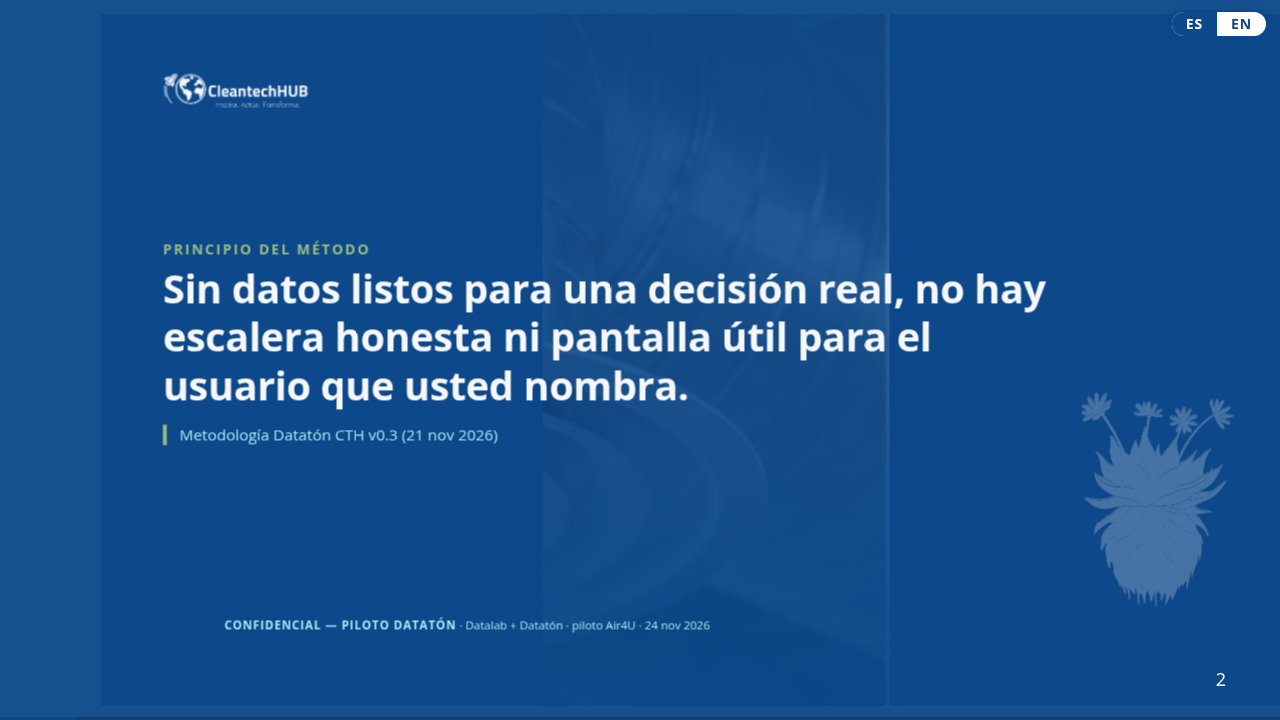 ES EN
CleantechHUB
Inspira. Actúa. Transforma.
PRINCIPIO DEL MÉTODO
Sin datos listos para una decisión real, no hay
escalera honesta ni pantalla útil para el
usuario que usted nombra.
Metodología Datatón CTH v0.3 (21 nov 2026)
CONFIDENCIAL — PILOTO DATATÓN · Datalab + Datatón · piloto Air4U · 24 nov 2026
2